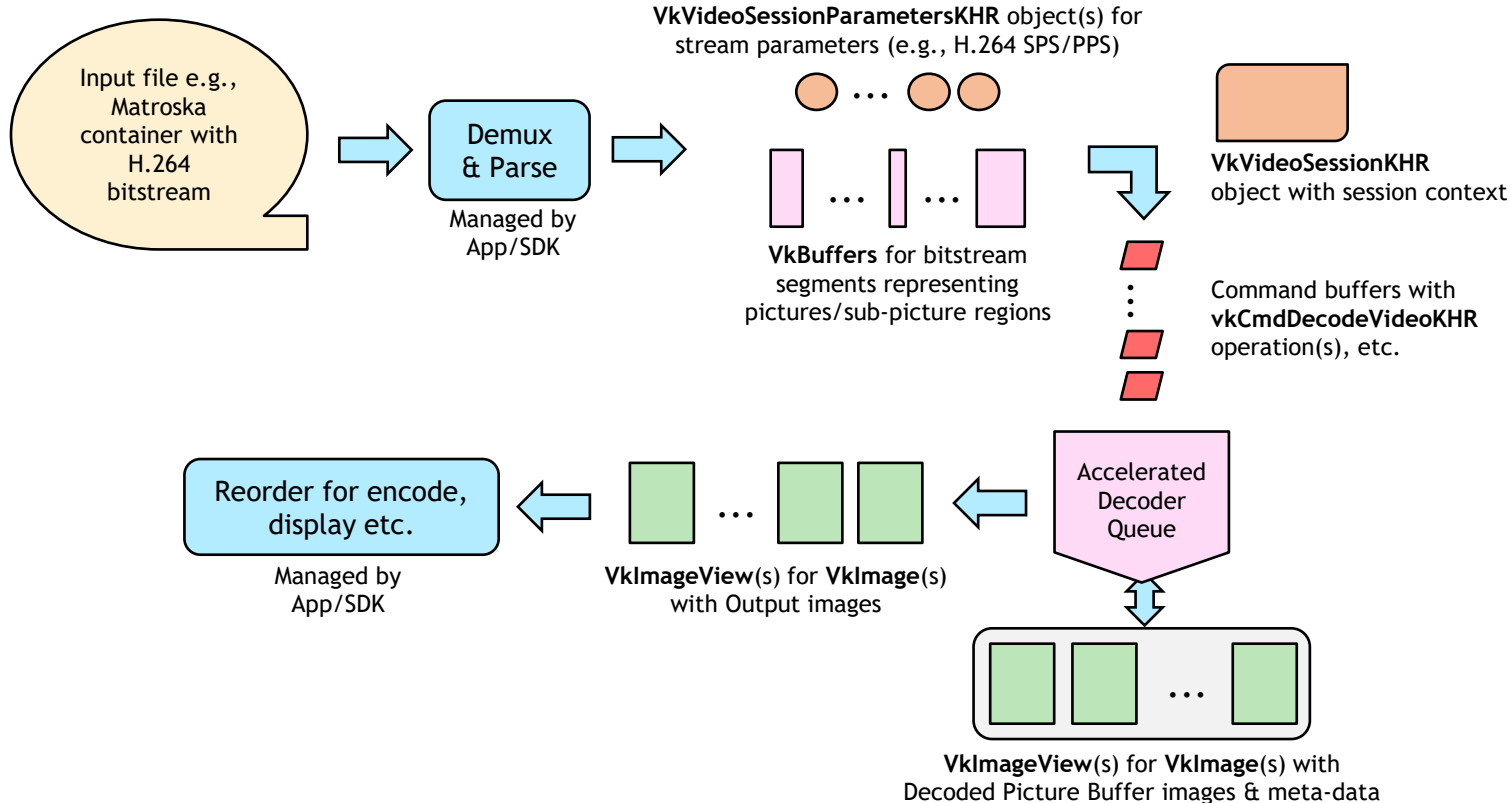 VkVideoSessionParametersKHR object(s) for
stream parameters (e.g., H.264 SPS/PPS)
Input file e.g.,
Matroska
container with
H.264
bitstream
Demux
& Parse
Managed by
App/SDK
...
... ...
VkBuffers for bitstream
segments representing
pictures/sub-picture regions
VkVideoSessionKHR
object with session context
...
Command buffers with
vkCmdDecodeVideoKHR
operation(s), etc.
Accelerated
Decoder
Queue
...
VkImageView(s) for VkImage(s)
with Output images
Reorder for encode,
display etc.
Managed by
App/SDK
...
VkImageView(s) for VkImage(s) with
Decoded Picture Buffer images & meta-data